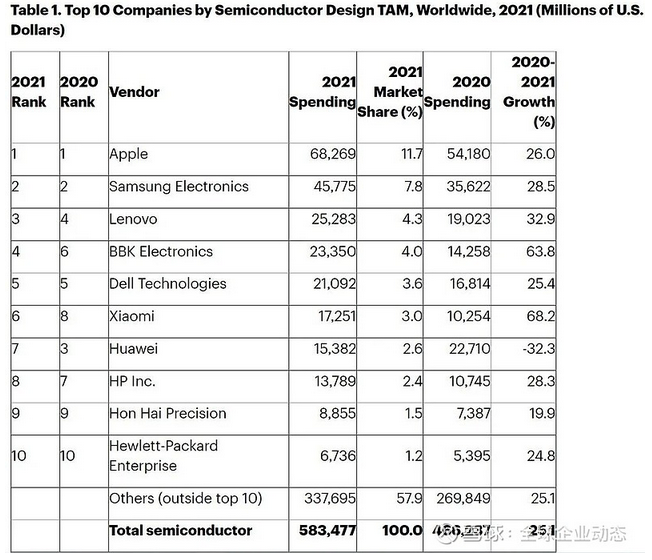 Table 1. Top 10 Companies by Semiconductor Design TAM, Worldwide, 2021 (Millions of U.S.
Dollars)
2021 Rank 2020 Rank Vendor 2021 Spending 2021 Market Share (%) 2020 Spending 2020-2021 Growth (%)
1 1 Apple 68,269 11.7 54,180 26.0
2 2 Samsung Electronics 45,775 7.8 35,622 28.5
3 4 Lenovo 25,283 4.3 19,023 32.9
4 6 BBK Electronics 23,350 4.0 14,258 63.8
5 5 Dell Technologies 21,092 3.6 16,814 25.4
6 8 Xiaomi 17,251 3.0 10,254 68.2
7 3 Huawei 15,382 2.6 22,710 -32.3
8 7 HP Inc. 13,789 2.4 10,745 28.3
9 9 Hon Hai Precision 8,855 1.5 7,387 19.9
10 10 Hewlett-Packard Enterprise 6,736 1.2 5,395 24.8
Others (outside top 10) 337,695 57.9 269,849 25.1
Total semiconductor 583,477 100.0 466,237 25.1
雪球：全球企业动态